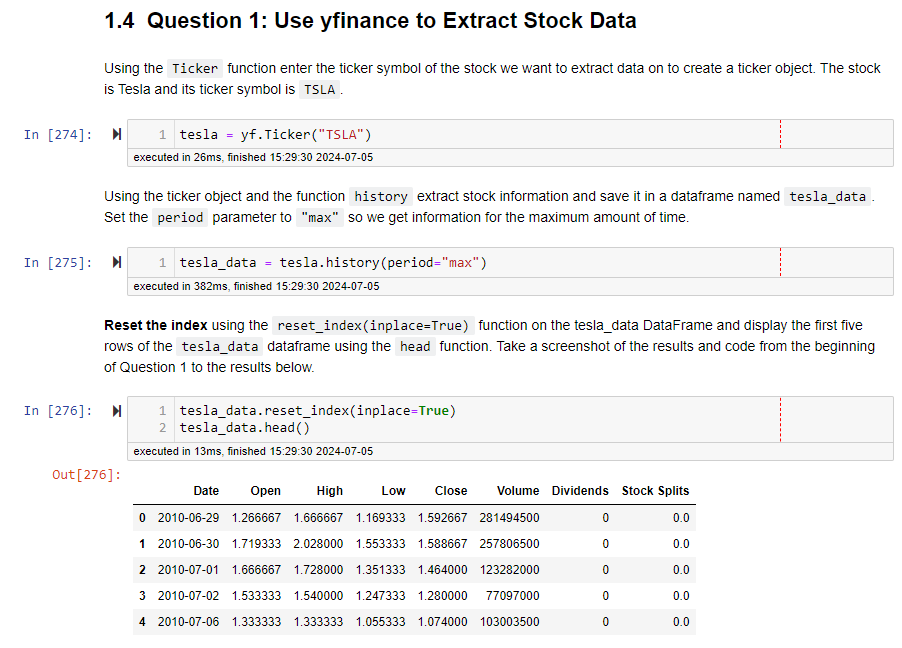 1.4 Question 1: Use yfinance to Extract Stock Data
Using the Ticker function enter the ticker symbol of the stock we want to extract data on to create a ticker object. The stock
is Tesla and its ticker symbol is TSLA .
In [274]: 1 tesla = yf.Ticker("TSLA")
executed in 26ms, finished 15:29:30 2024-07-05
Using the ticker object and the function history extract stock information and save it in a dataframe named tesla_data .
Set the period parameter to "max" so we get information for the maximum amount of time.
In [275]: 1 tesla_data = tesla.history(period="max")
executed in 382ms, finished 15:29:30 2024-07-05
Reset the index using the reset_index(inplace=True) function on the tesla_data DataFrame and display the first five
rows of the tesla_data dataframe using the head function. Take a screenshot of the results and code from the beginning
of Question 1 to the results below.
In [276]: 1 tesla_data.reset_index(inplace=True)
2 tesla_data.head()
executed in 13ms, finished 15:29:30 2024-07-05
Out[276]:
Date Open High Low Close Volume Dividends Stock Splits
0 2010-06-29 1.266667 1.666667 1.169333 1.592667 281494500 0 0.0
1 2010-06-30 1.719333 2.028000 1.553333 1.588667 257806500 0 0.0
2 2010-07-01 1.666667 1.728000 1.351333 1.464000 123282000 0 0.0
3 2010-07-02 1.533333 1.540000 1.247333 1.280000 77097000 0 0.0
4 2010-07-06 1.333333 1.333333 1.055333 1.074000 103003500 0 0.0